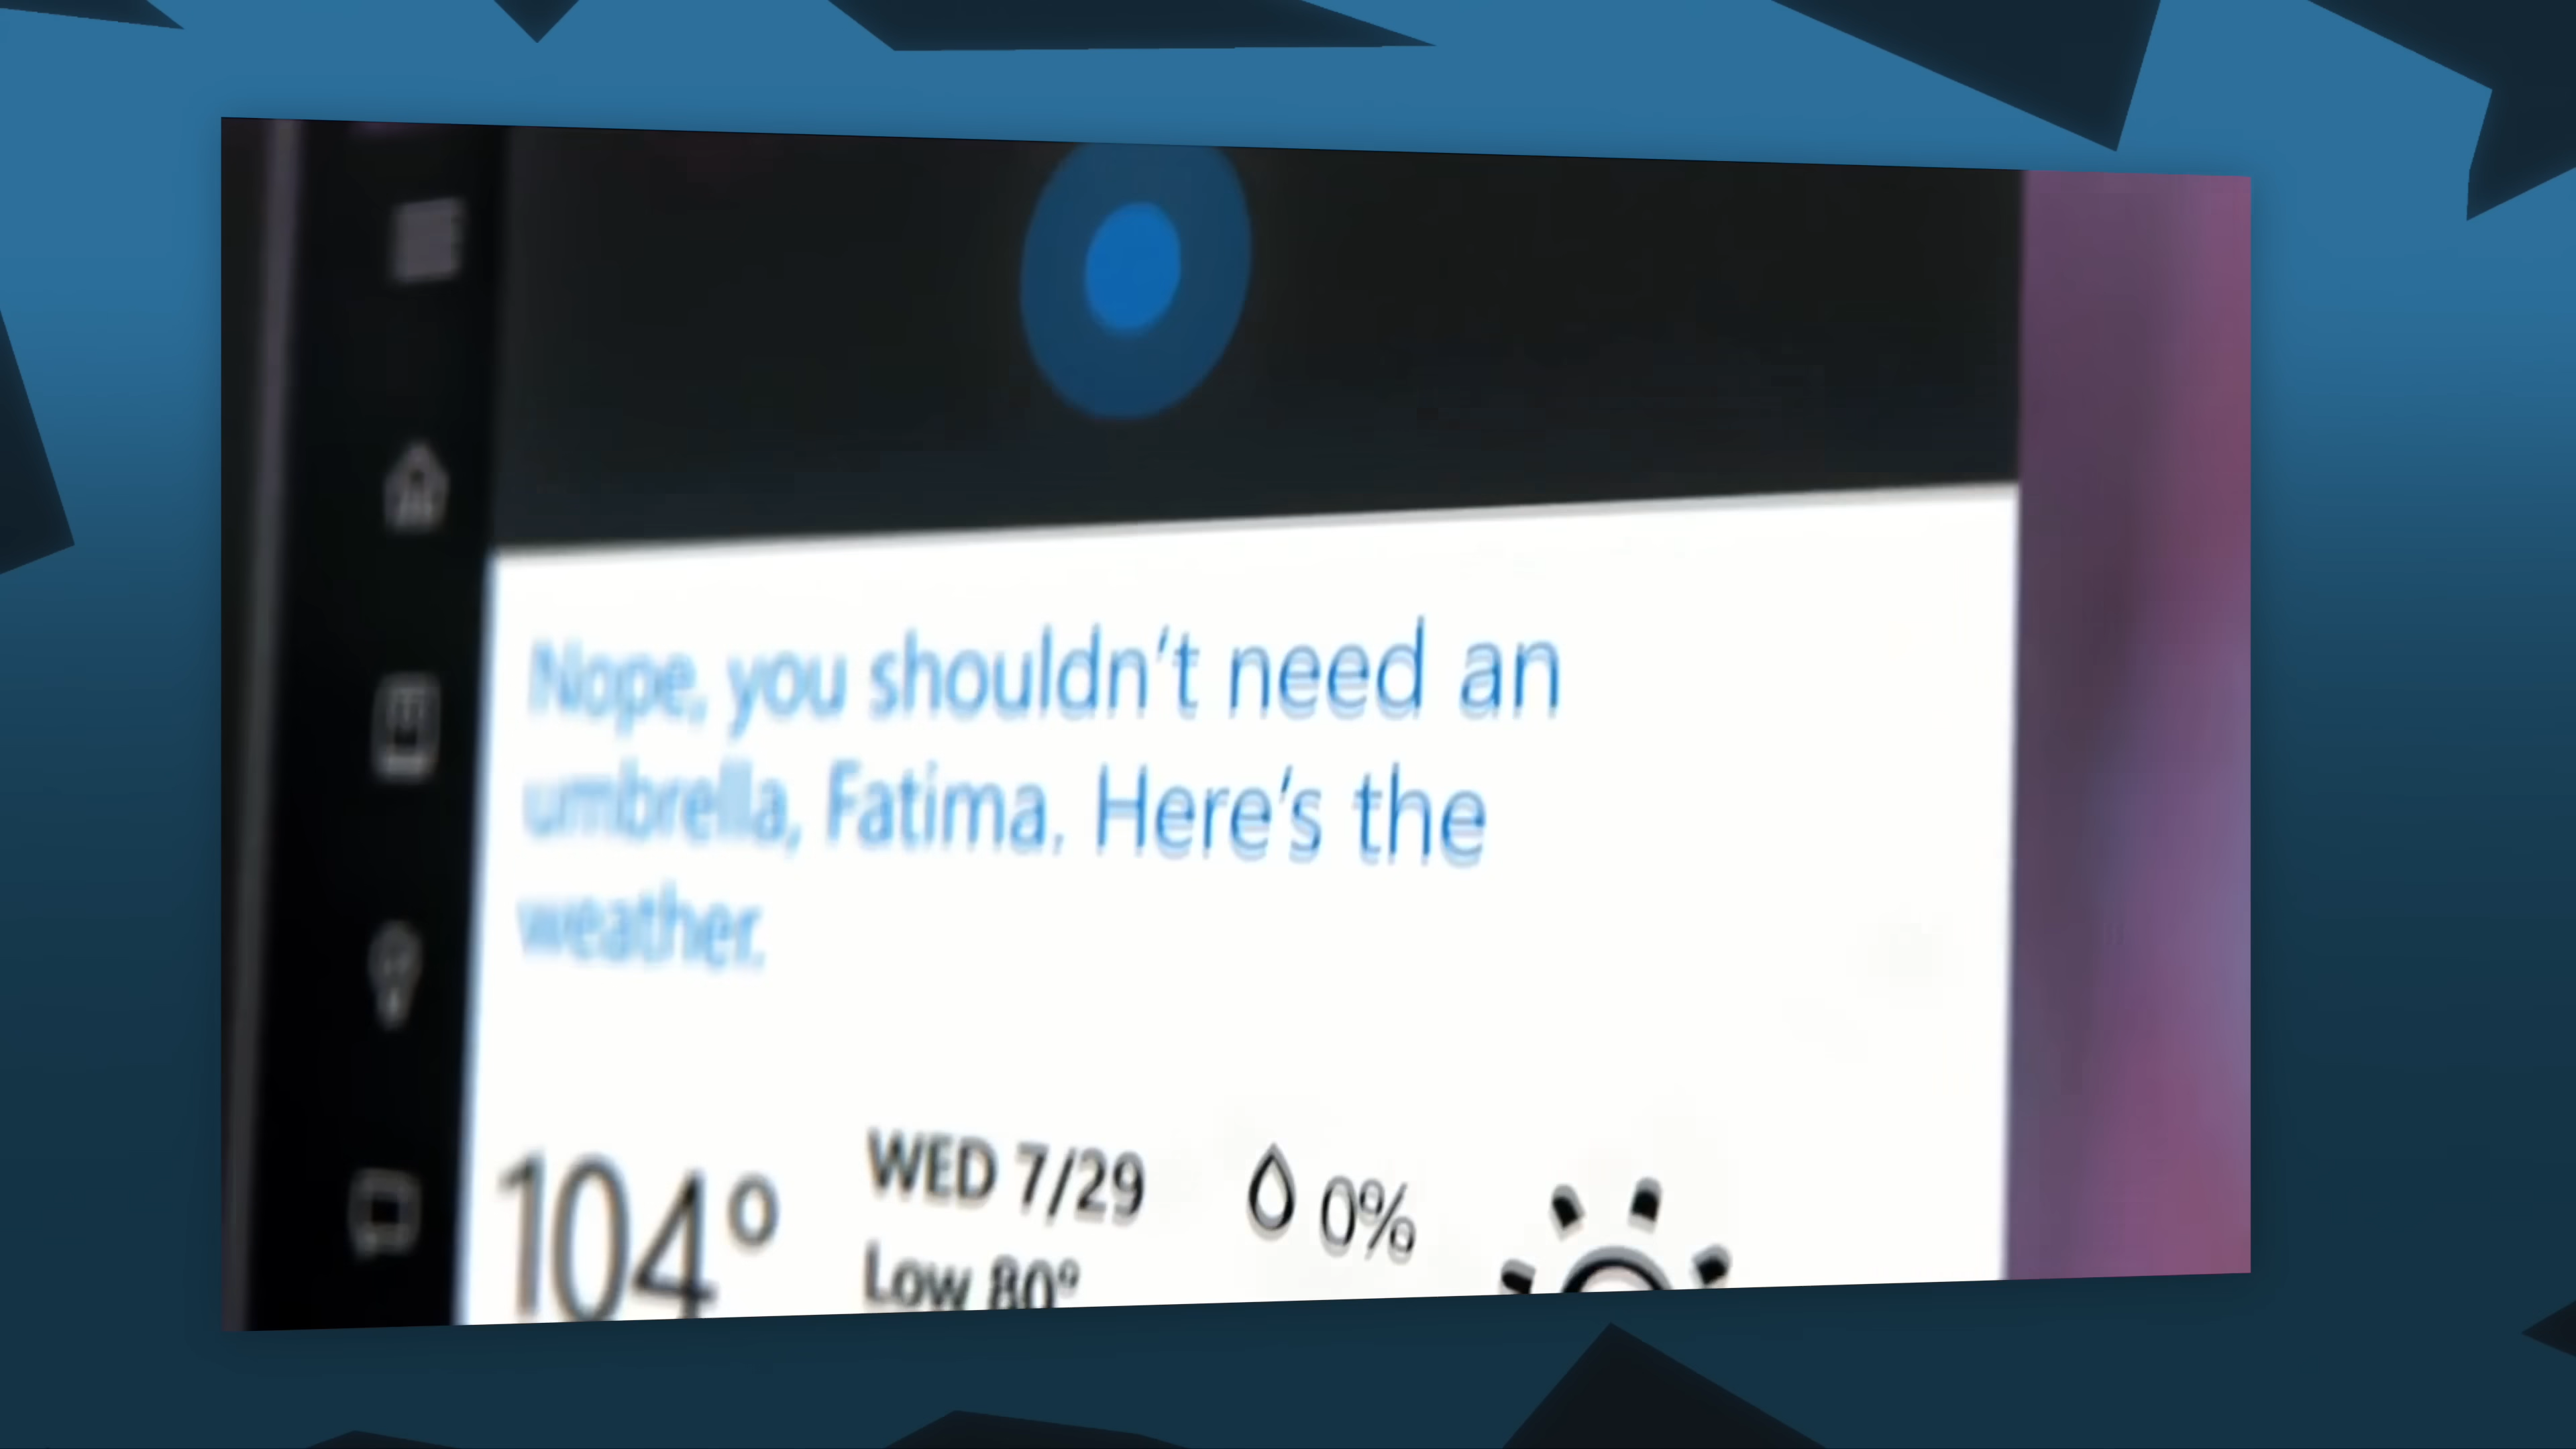 Nope, you shouldn't need an
umbrella, Fatima. Here's the
weather.
104°
WED 7/29
0%
Low 80°